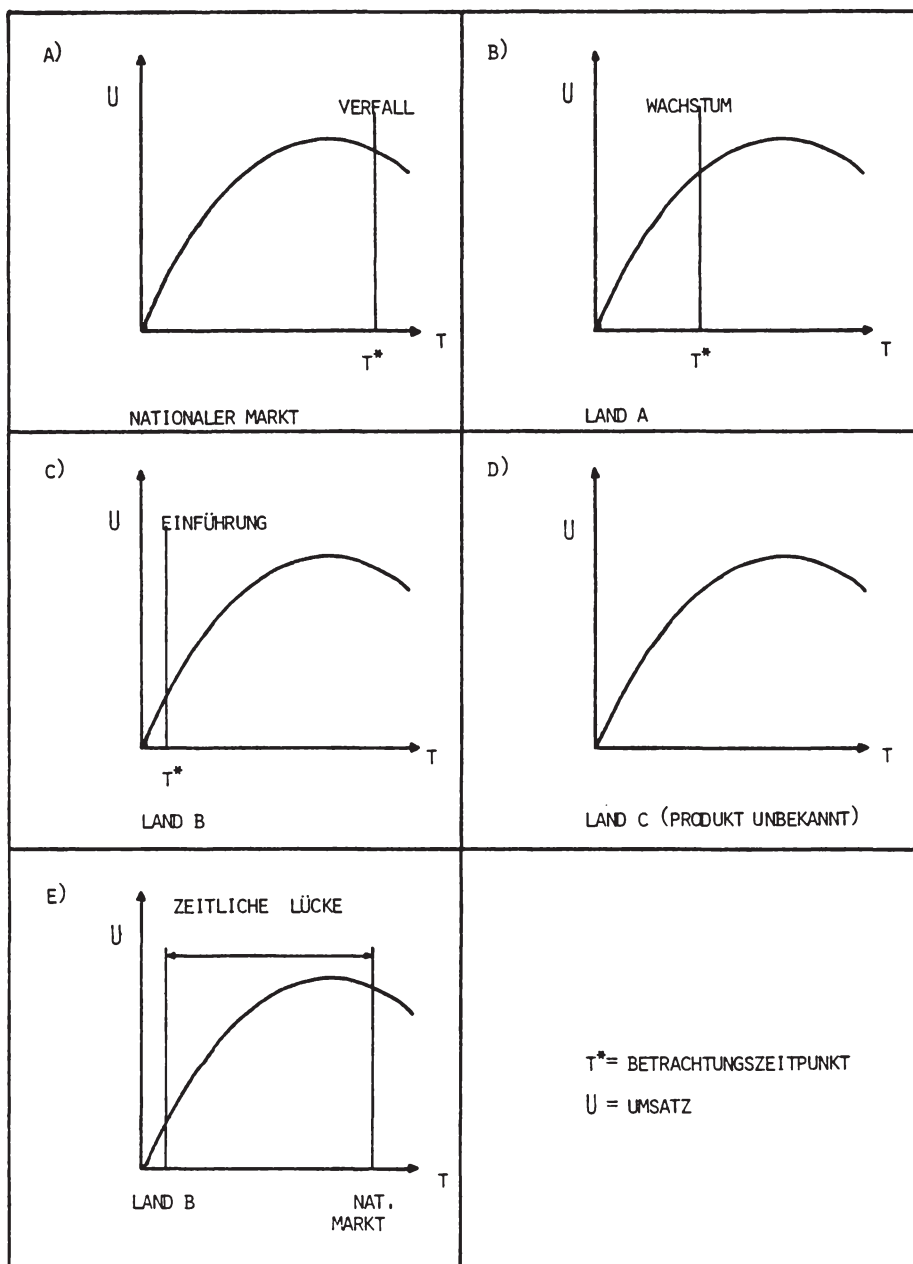 A)
U
VERFALL
T
T*
NATIONALER MARKT
B)
U
WACHSTUM
T
T*
LAND A
C)
U
EINFÜHRUNG
T
T*
LAND B
D)
U
T
LAND C (PRODUKT UNBEKANNT)
E)
ZEITLICHE LÜCKE
U
T
LAND B
NAT.
MARKT
T*= BETRACHTUNGSZEITPUNKT
U = UMSATZ